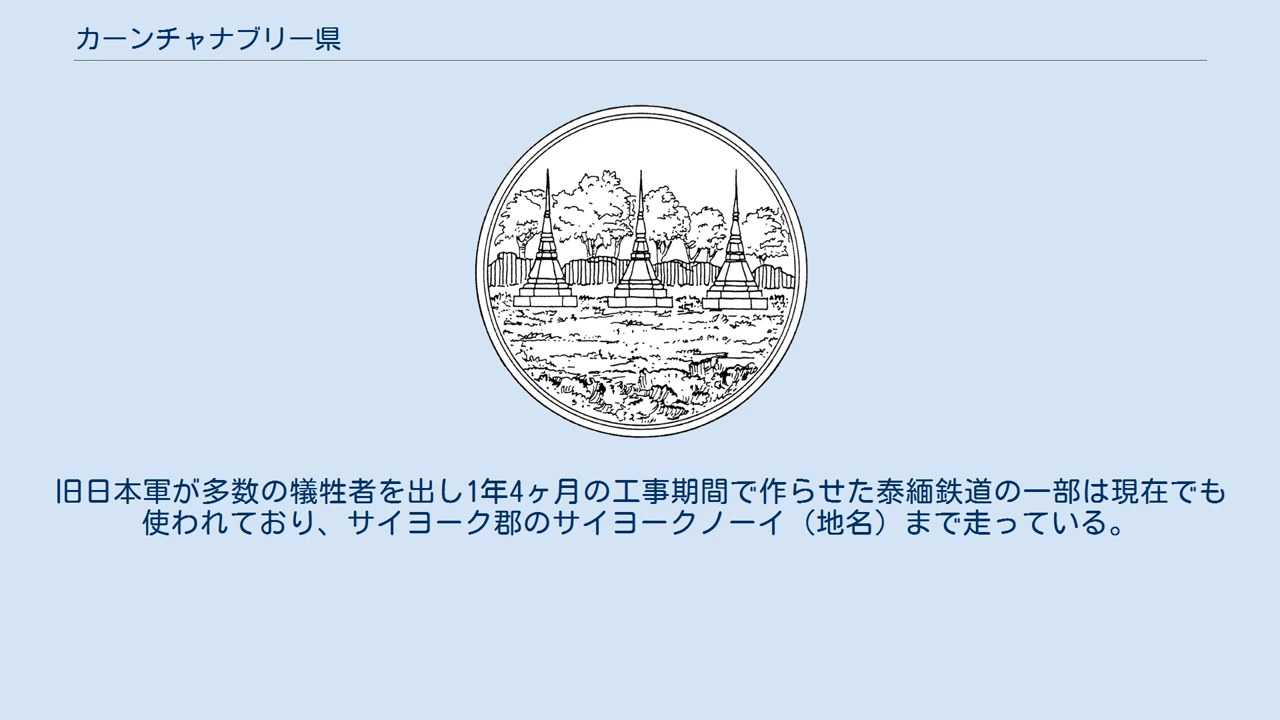 カーンチャナブリー県
旧日本軍が多数の犠牲者を出し1年4ヶ月の工事期間で作らせた泰緬鉄道の一部は現在でも
使われており、サイヨーク郡のサイヨークノーイ（地名）まで走っている。